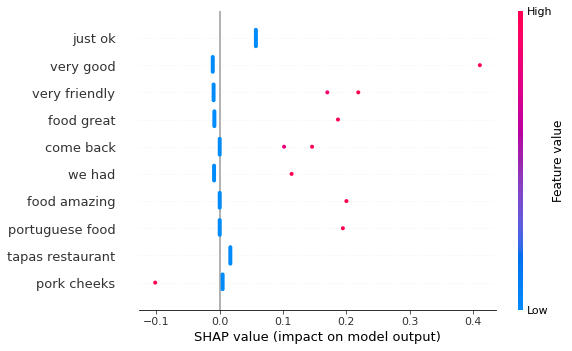 High
just ok
very good
very friendly
food great
come back
we had
food amazing
portuguese food
tapas restaurant
pork cheeks
Feature value
Low
−0.1 0.0 0.1 0.2 0.3 0.4
SHAP value (impact on model output)